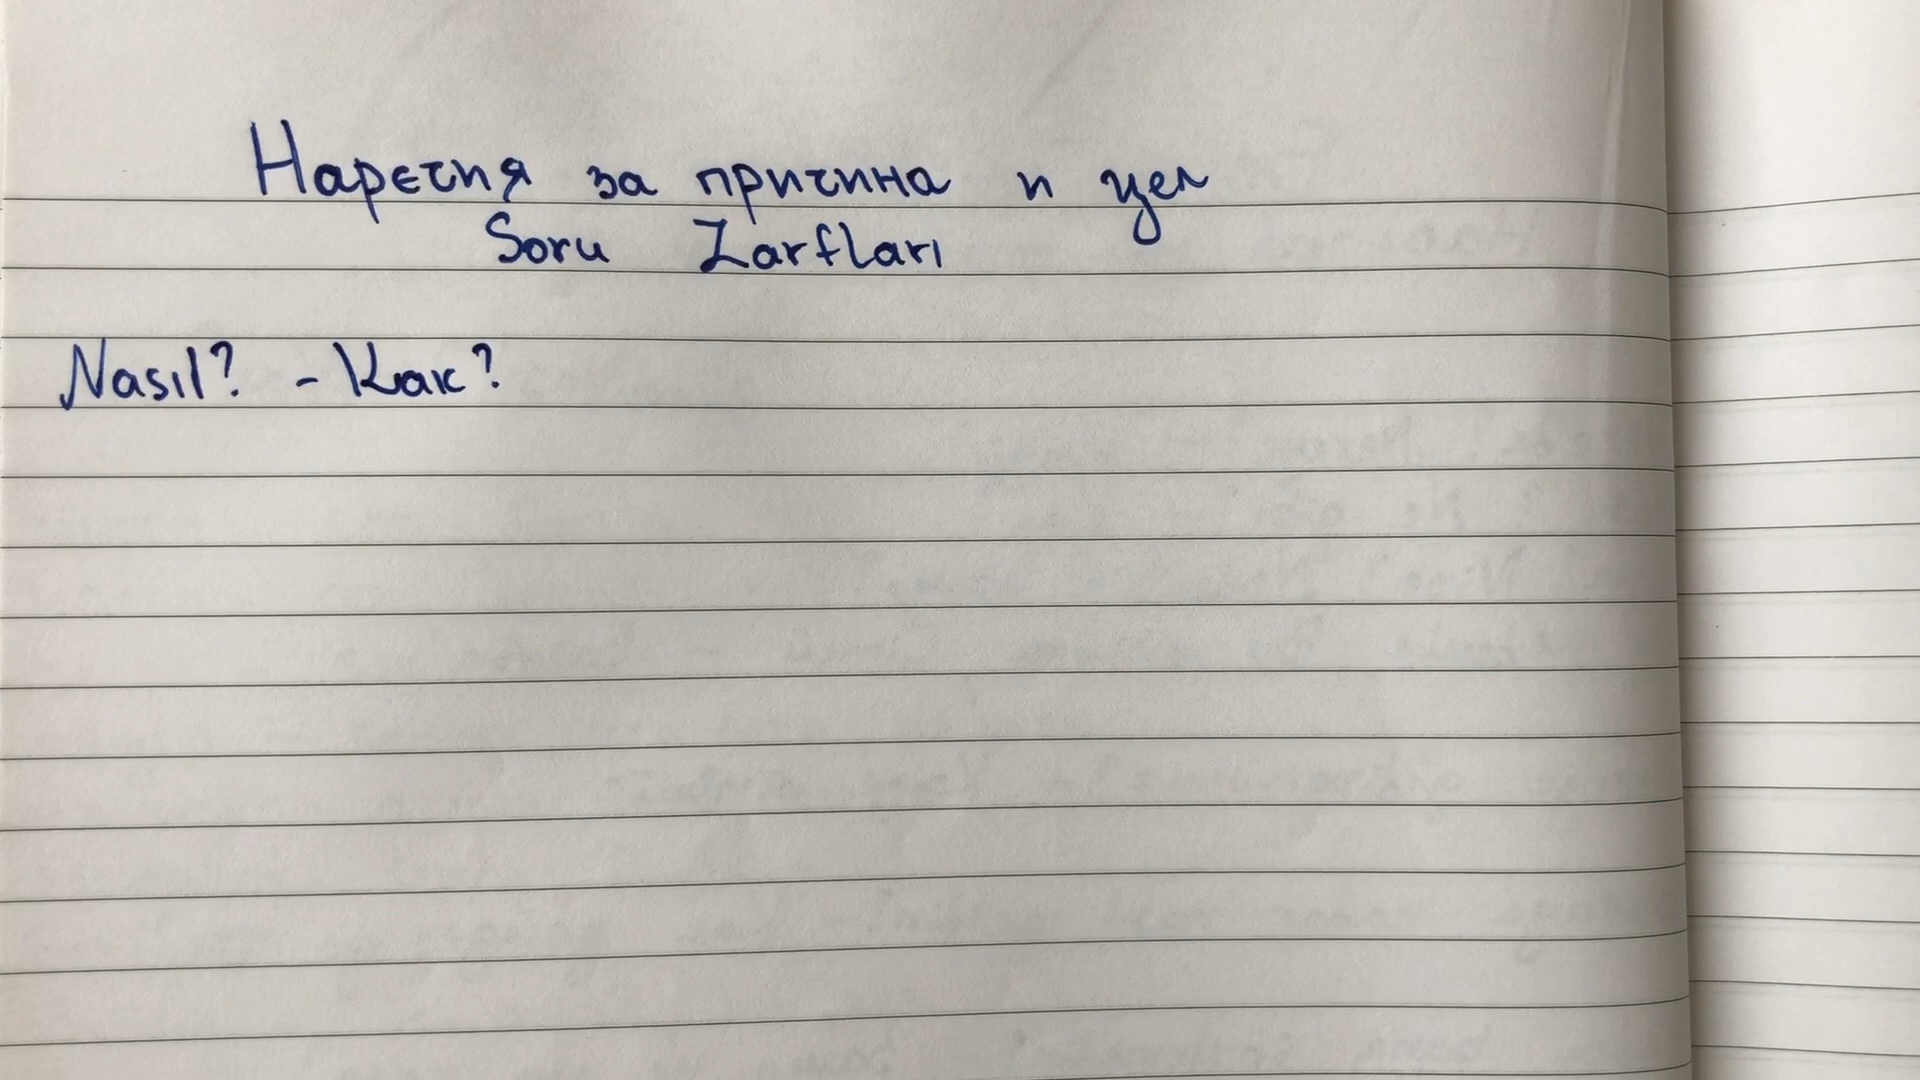 Наречия за причина и цел
Soru Zarfları
Nasıl? - Как?